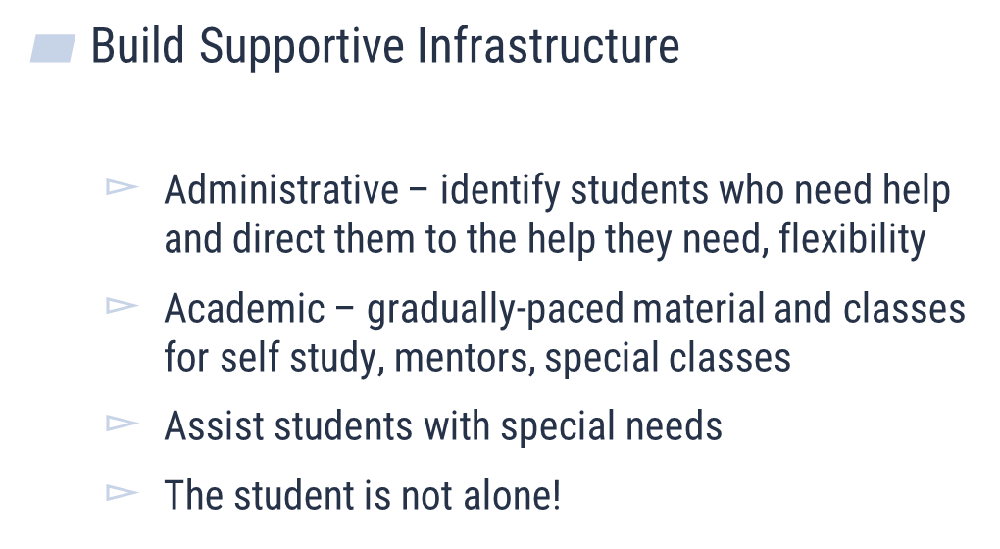 Build Supportive Infrastructure
Administrative – identify students who need help
and direct them to the help they need, flexibility
Academic – gradually-paced material and classes
for self study, mentors, special classes
Assist students with special needs
The student is not alone!